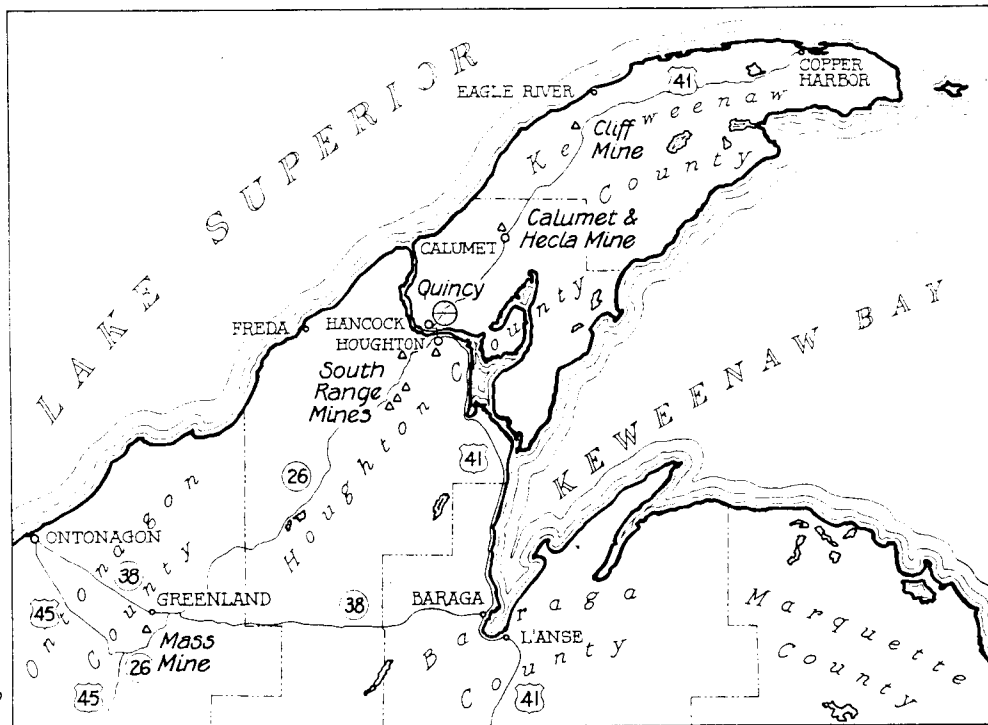 LAKE SUPERIOR
COPPER
HARBOR
EAGLE RIVER
41
Cliff
Mine
Keweenaw
County
Calumet &
Hecla Mine
CALUMET
Quincy
HANCOCK
HOUGHTON
FREDA
South
Range
Mines
KEWEENAW BAY
Houghton County
26
41
ONTONAGON
Ontonagon
County
38
GREENLAND
38
BARAGA
45
Mass
Mine
26
45
L'ANSE
Baraga
County
41
Marquette
County